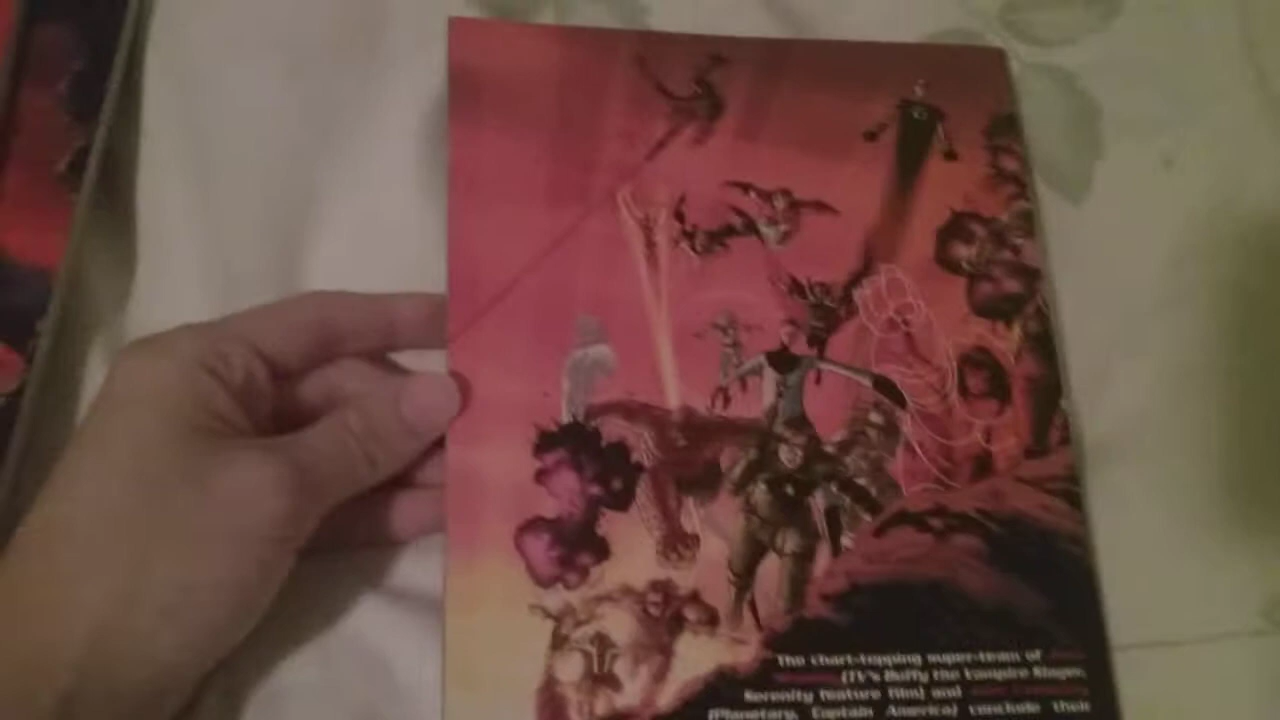 The chart-topping super-team of
(TV's Buffy the Vampire Slayer,
Serenity feature film) and
(Planetary, Captain America) conclude their